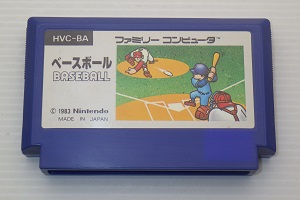 HVC-BA
ファミリー コンピュータ
ベースボール
BASEBALL
© 1983 Nintendo
MADE IN JAPAN